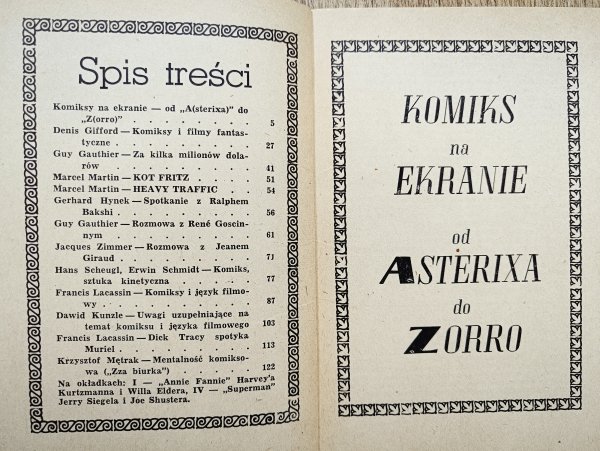 Spis treści
Komiksy na ekranie — od „A(sterixa)" do
„Z(orro)" . . . . . . . . 5
Denis Gifford — Komiksy i filmy fantas-
tyczne . . . . . . . . 27
Guy Gauthier — Za kilka milionów dola-
rów . . . . . . . . 41
Marcel Martin — KOT FRITZ . . . . 51
Marcel Martin — HEAVY TRAFFIC . . 54
Gerhard Hynek — Spotkanie z Ralphem
Bakshi . . . . . . . . 56
Guy Gauthier — Rozmowa z René Goscin-
nym . . . . . . . . 61
Jacques Zimmer — Rozmowa z Jeanem
Giraud . . . . . . . . 71
Hans Scheugl, Erwin Schmidt — Komiks,
sztuka kinetyczna . . . . . 77
Francis Lacassin — Komiksy i język filmo-
wy . . . . . . . . 87
Dawid Kunzle — Uwagi uzupełniające na
temat komiksu i języka filmowego 103
Francis Lacassin — Dick Tracy spotyka
Muriel . . . . . . . . 113
Krzysztof Mętrak — Mentalność komikso-
wa („Zza biurka") . . . . . 122
Na okładkach: I — „Annie Fannie" Harvey'a
Kurtzmanna i Willa Eldera, IV — „Superman"
Jerry Siegela i Joe Shustera.
KOMIKS
na
EKRANIE
od
ASTERIXA
do
ZORRO